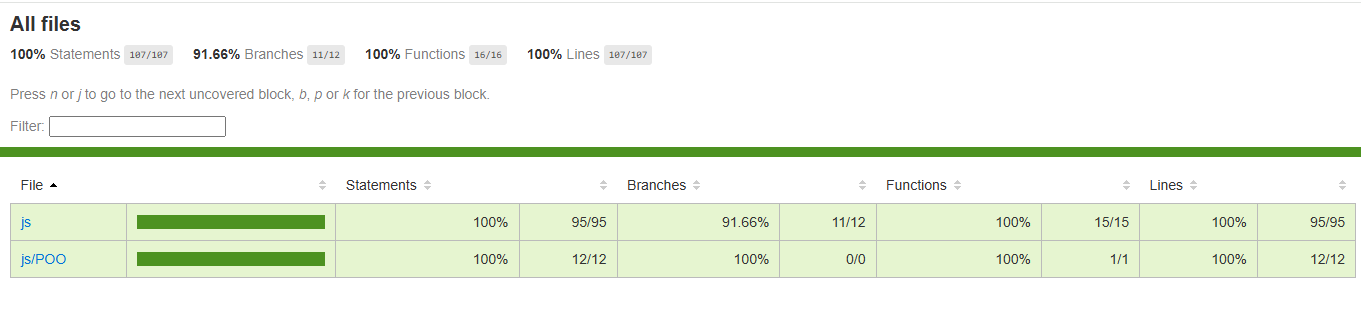 All files
100% Statements 107/107 91.66% Branches 11/12 100% Functions 16/16 100% Lines 107/107
Press n or j to go to the next uncovered block, b, p or k for the previous block.
Filter:
File Statements Branches Functions Lines
js 100% 95/95 91.66% 11/12 100% 15/15 100% 95/95
js/POO 100% 12/12 100% 0/0 100% 1/1 100% 12/12